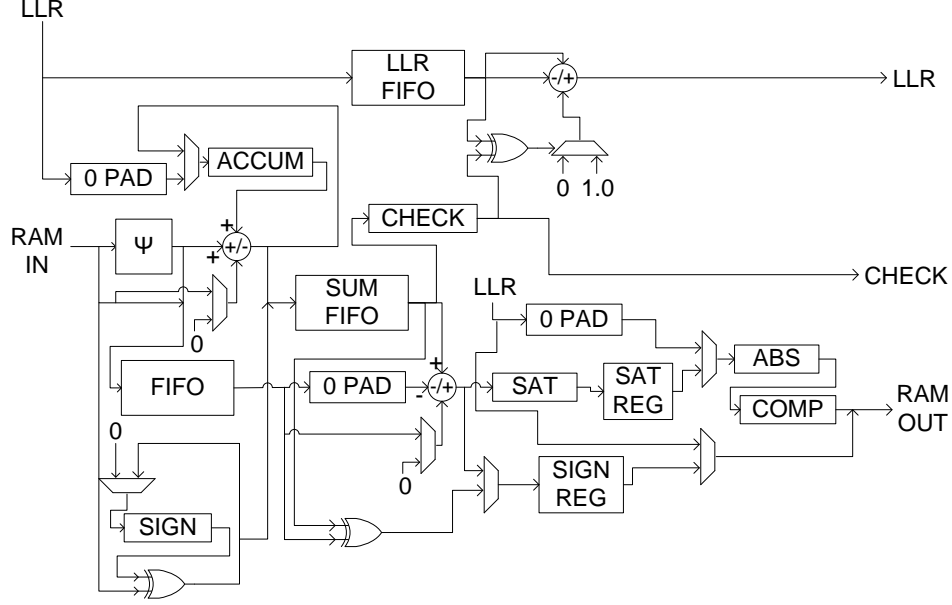 LLR
LLR
FIFO
-/+
LLR
0 PAD
ACCUM
0 1.0
RAM
IN
Ψ
+
+
+/-
CHECK
CHECK
0
SUM
FIFO
LLR
0 PAD
ABS
FIFO
0 PAD
+
-
-/+
SAT
SAT
REG
COMP
RAM
OUT
0
0
SIGN
REG
SIGN